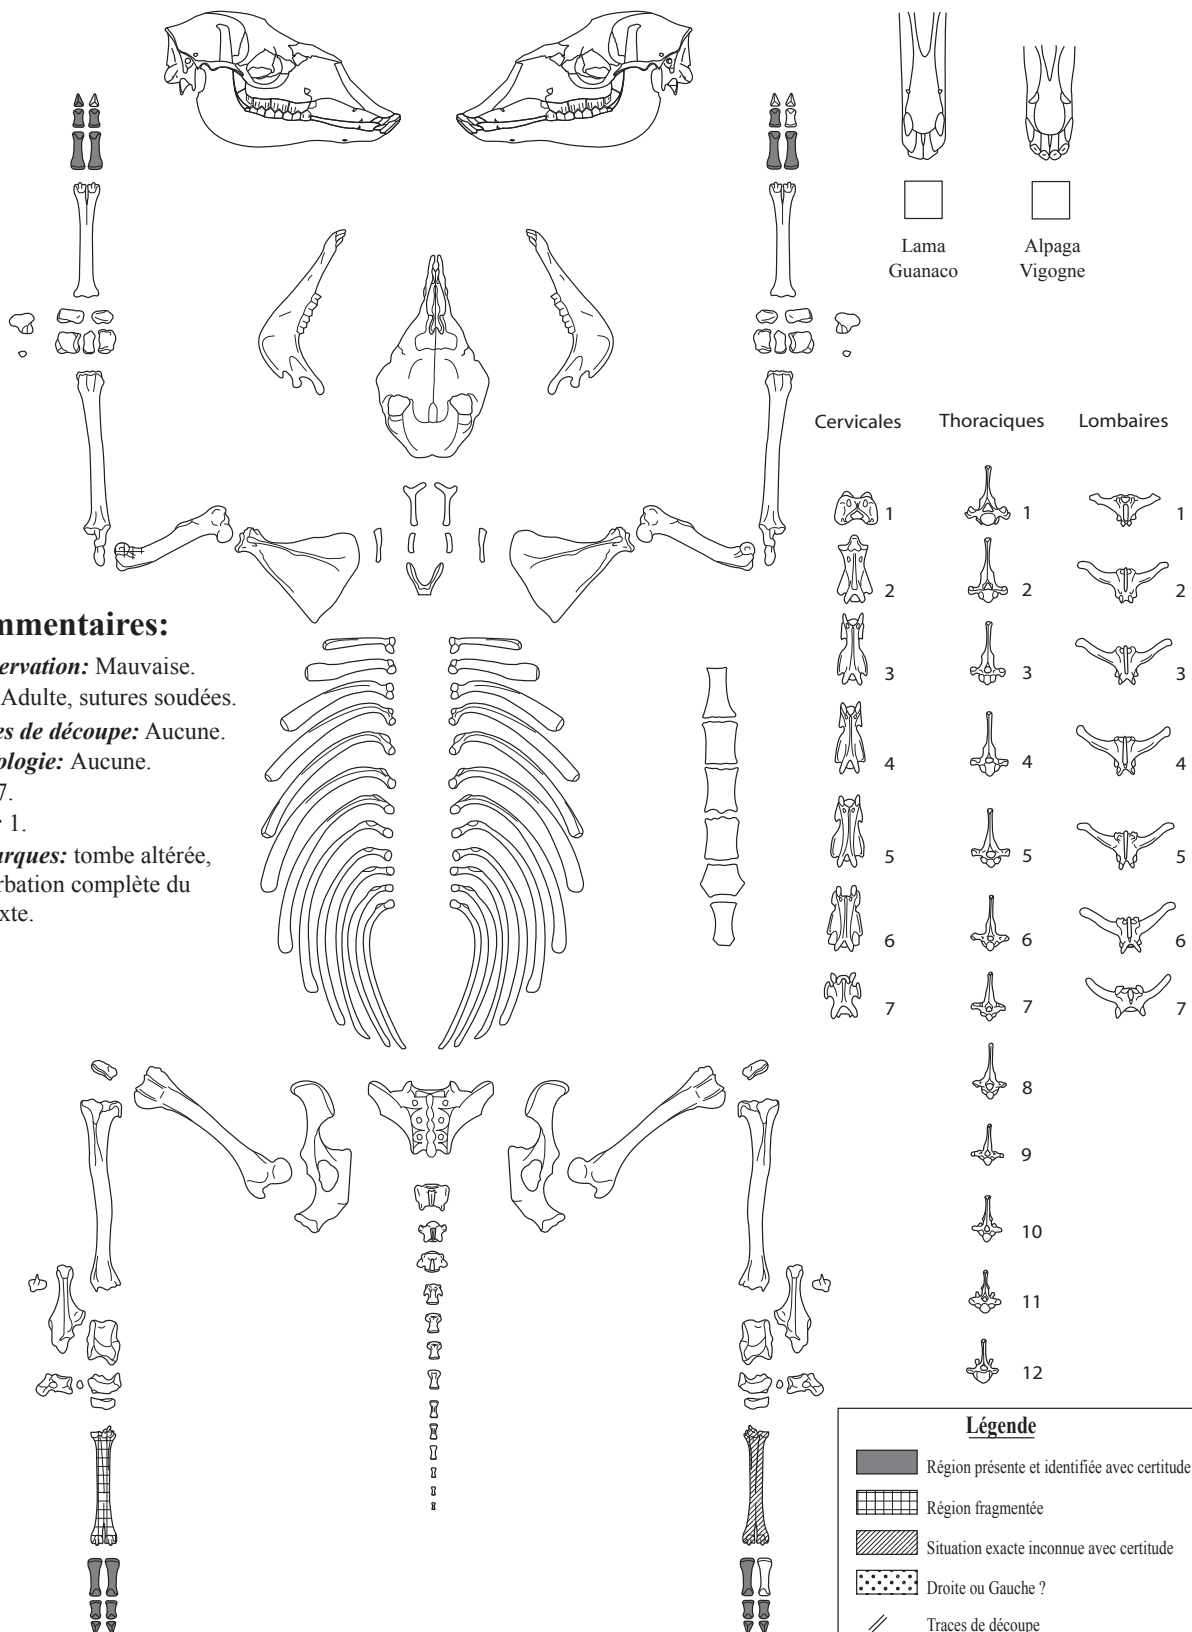 Lama
Guanaco
Alpaga
Vigogne
Cervicales
Thoraciques
Lombaires
1
2
3
4
5
6
7
1
2
3
4
5
6
7
8
9
10
11
12
1
2
3
4
5
6
7
mmentaires:
ervation: Mauvaise.
Adulte, sutures soudées.
es de découpe: Aucune.
ologie: Aucune.
7.
: 1.
arques: tombe altérée,
rbation complète du
xte.
Légende
Région présente et identifiée avec certitude
Région fragmentée
Situation exacte inconnue avec certitude
Droite ou Gauche ?
Traces de découpe